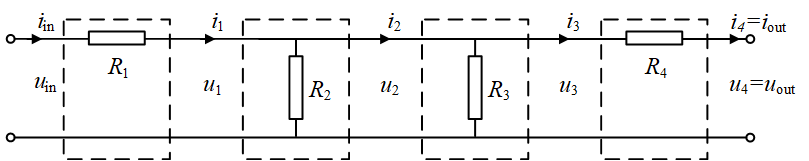 i_in i_1 i_2 i_3 i_4=i_out
R_1 R_4
u_in u_1 R_2 u_2 R_3 u_3 u_4=u_out